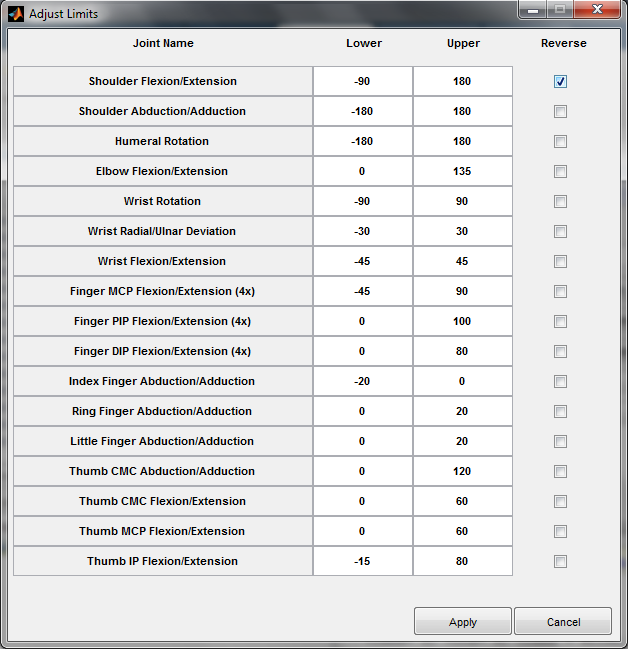 Adjust Limits
Joint Name Lower Upper Reverse
Shoulder Flexion/Extension -90 180
Shoulder Abduction/Adduction -180 180
Humeral Rotation -180 180
Elbow Flexion/Extension 0 135
Wrist Rotation -90 90
Wrist Radial/Ulnar Deviation -30 30
Wrist Flexion/Extension -45 45
Finger MCP Flexion/Extension (4x) -45 90
Finger PIP Flexion/Extension (4x) 0 100
Finger DIP Flexion/Extension (4x) 0 80
Index Finger Abduction/Adduction -20 0
Ring Finger Abduction/Adduction 0 20
Little Finger Abduction/Adduction 0 20
Thumb CMC Abduction/Adduction 0 120
Thumb CMC Flexion/Extension 0 60
Thumb MCP Flexion/Extension 0 60
Thumb IP Flexion/Extension -15 80
Apply Cancel